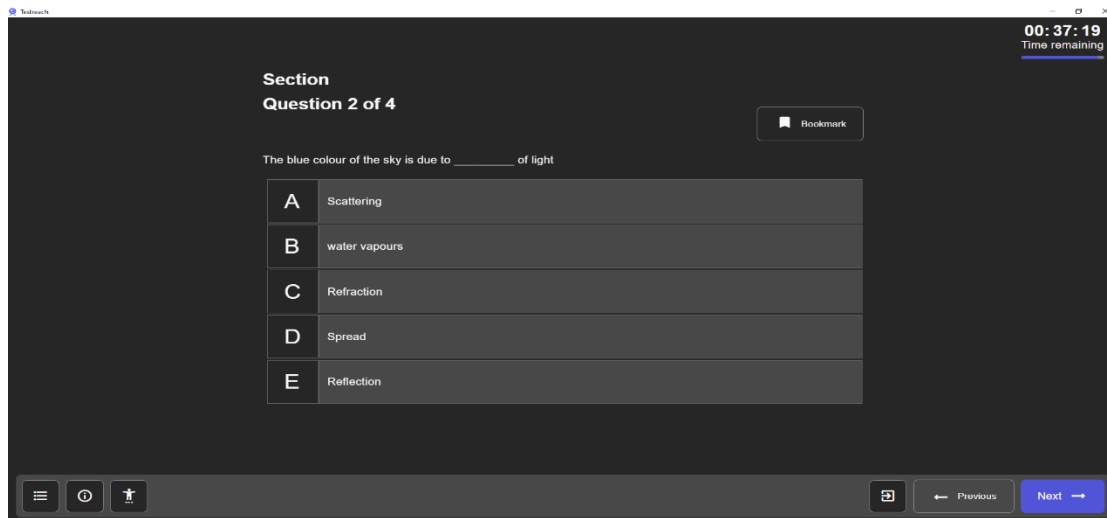 Testreach
00:37:19
Time remaining
Section
Question 2 of 4
Bookmark
The blue colour of the sky is due to __________ of light
A Scattering
B water vapours
C Refraction
D Spread
E Reflection
Previous
Next